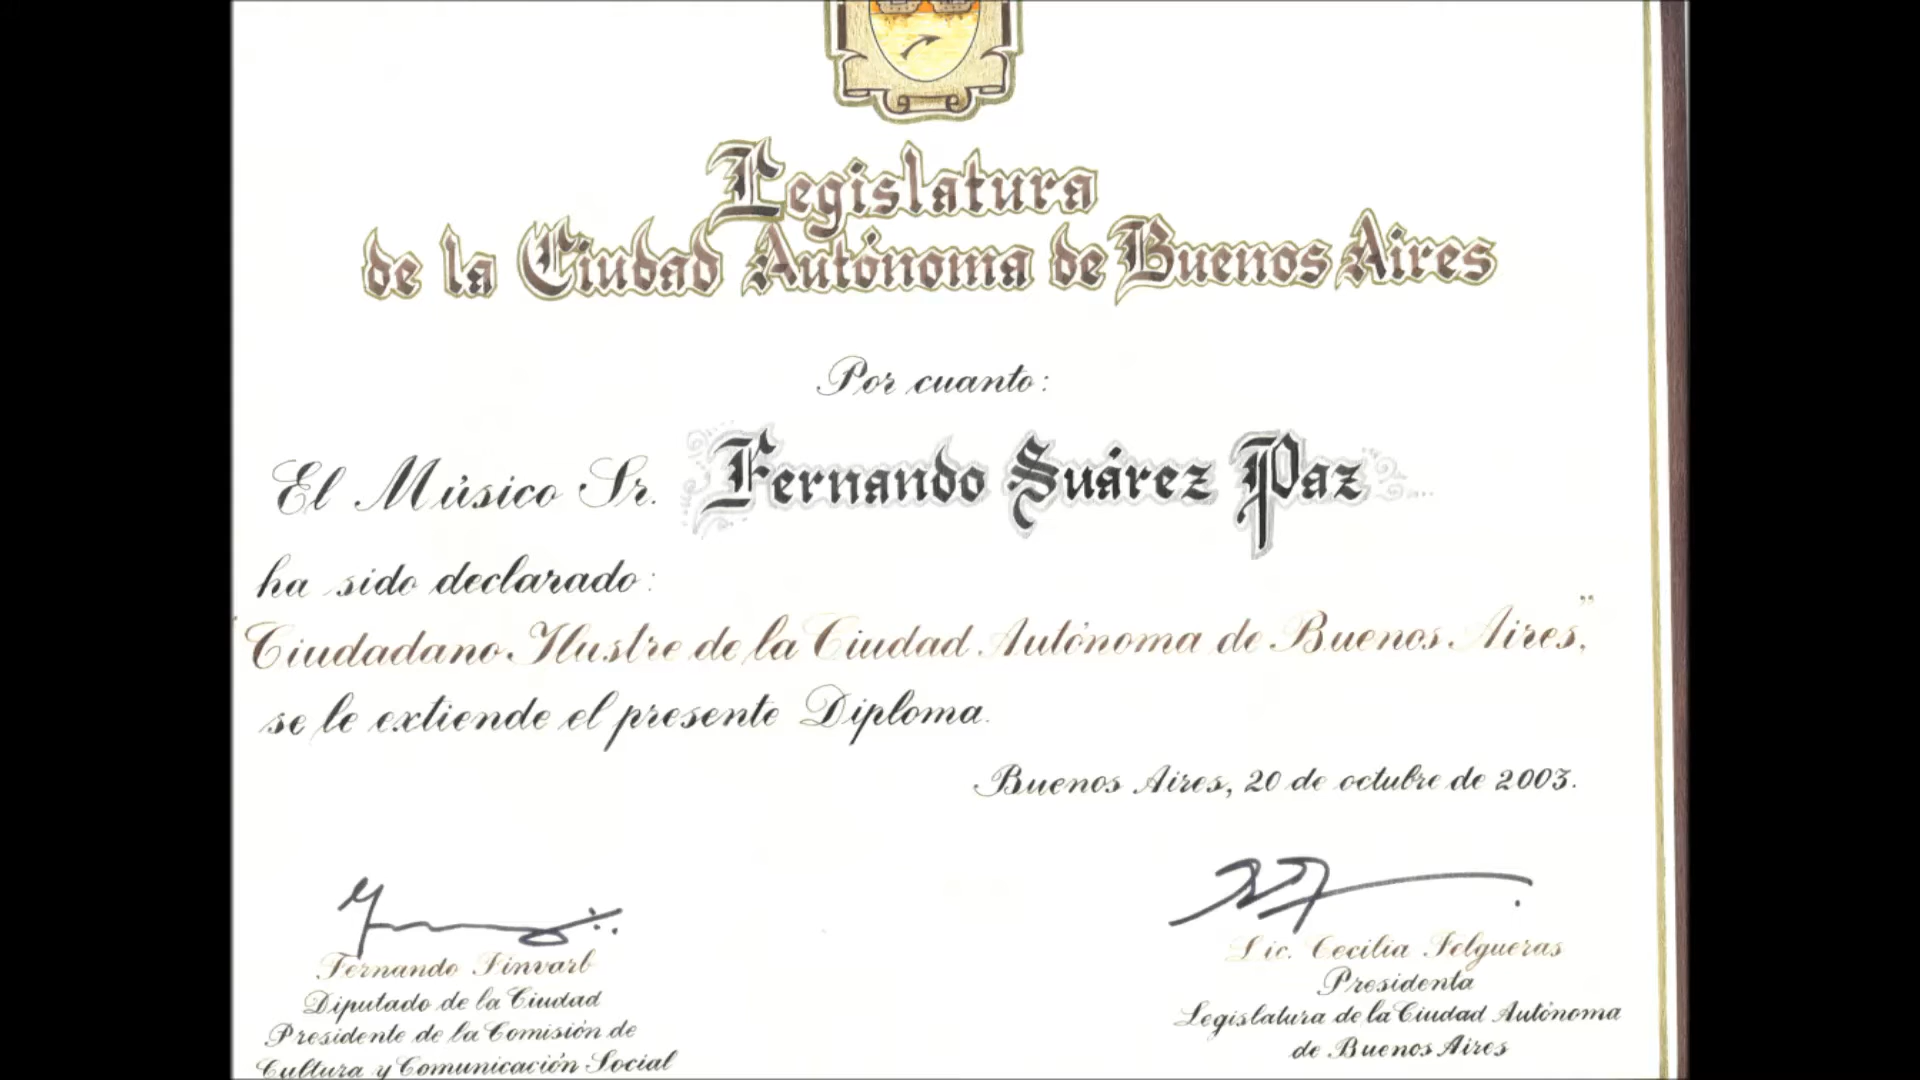 Legislatura
de la Ciudad Autónoma de Buenos Aires
Por cuanto:
El Músico Sr. Fernando Suárez Paz
ha sido declarado:
"Ciudadano Ilustre de la Ciudad Autónoma de Buenos Aires,"
se le extiende el presente Diploma.
Buenos Aires, 20 de octubre de 2003.
Fernando Finvarb
Diputado de la Ciudad
Presidente de la Comisión de
Cultura y Comunicación Social
Lic. Cecilia Felgueras
Presidenta
Legislatura de la Ciudad Autónoma
de Buenos Aires